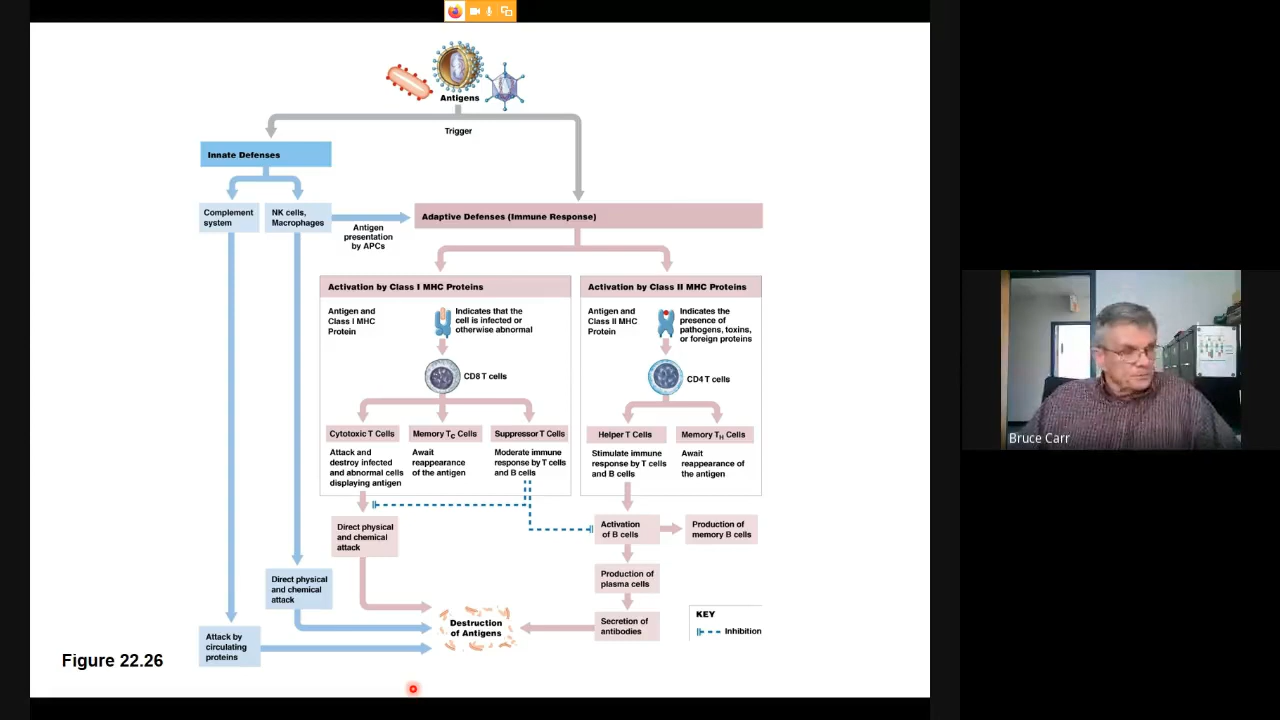 Antigens
Trigger
Innate Defenses
Complement
system
NK cells,
Macrophages
Antigen
presentation
by APCs
Adaptive Defenses (Immune Response)
Activation by Class I MHC Proteins
Antigen and
Class I MHC
Protein
Indicates that the
cell is infected or
otherwise abnormal
CD8 T cells
Cytotoxic T Cells
Attack and
destroy infected
and abnormal cells
displaying antigen
Memory TC Cells
Await
reappearance
of the antigen
Suppressor T Cells
Moderate immune
response by T cells
and B cells
Activation by Class II MHC Proteins
Antigen and
Class II MHC
Protein
Indicates the
presence of
pathogens, toxins,
or foreign proteins
CD4 T cells
Helper T Cells
Stimulate immune
response by T cells
and B cells
Memory TH Cells
Await
reappearance of
the antigen
Direct physical
and chemical
attack
Activation
of B cells
Production of
memory B cells
Production of
plasma cells
Secretion of
antibodies
Direct physical
and chemical
attack
Attack by
circulating
proteins
Destruction
of Antigens
KEY
Inhibition
Figure 22.26
Bruce Carr